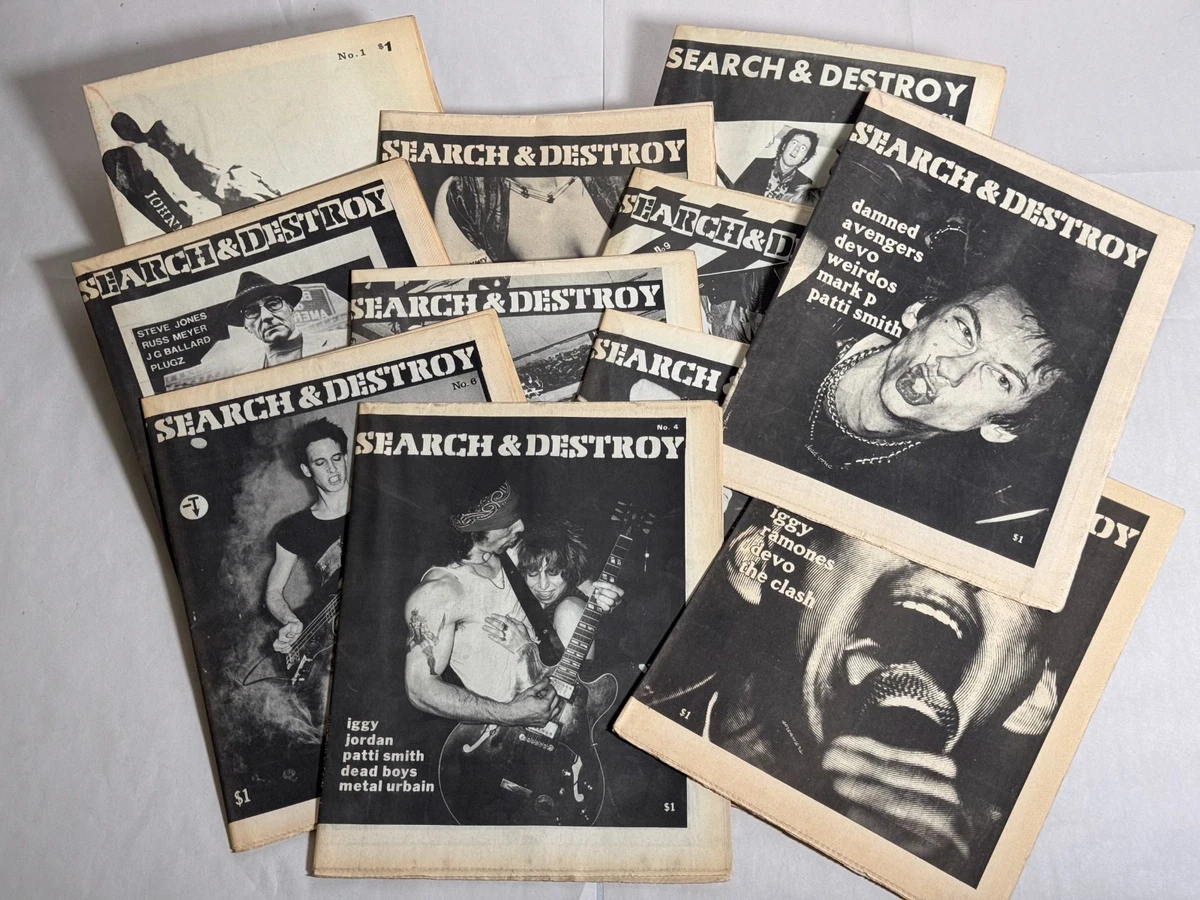 No.1 $1
JOHN
SEARCH & DESTROY
SEARCH & DESTROY
SEARCH & DESTROY
STEVE JONES
RUSS MEYER
J G BALLARD
PLUGZ
SEARCH & D
n.9
SEARCH & DESTROY
damned
avengers
devo
weirdos
mark p
patti smith
$1
SEARCH & DESTROY
SEARCH &
SEARCH & DESTROY
No. 6
$1
No. 4
SEARCH & DESTROY
iggy
jordan
patti smith
dead boys
metal urbain
$1
OY
iggy
ramones
devo
the clash
$1